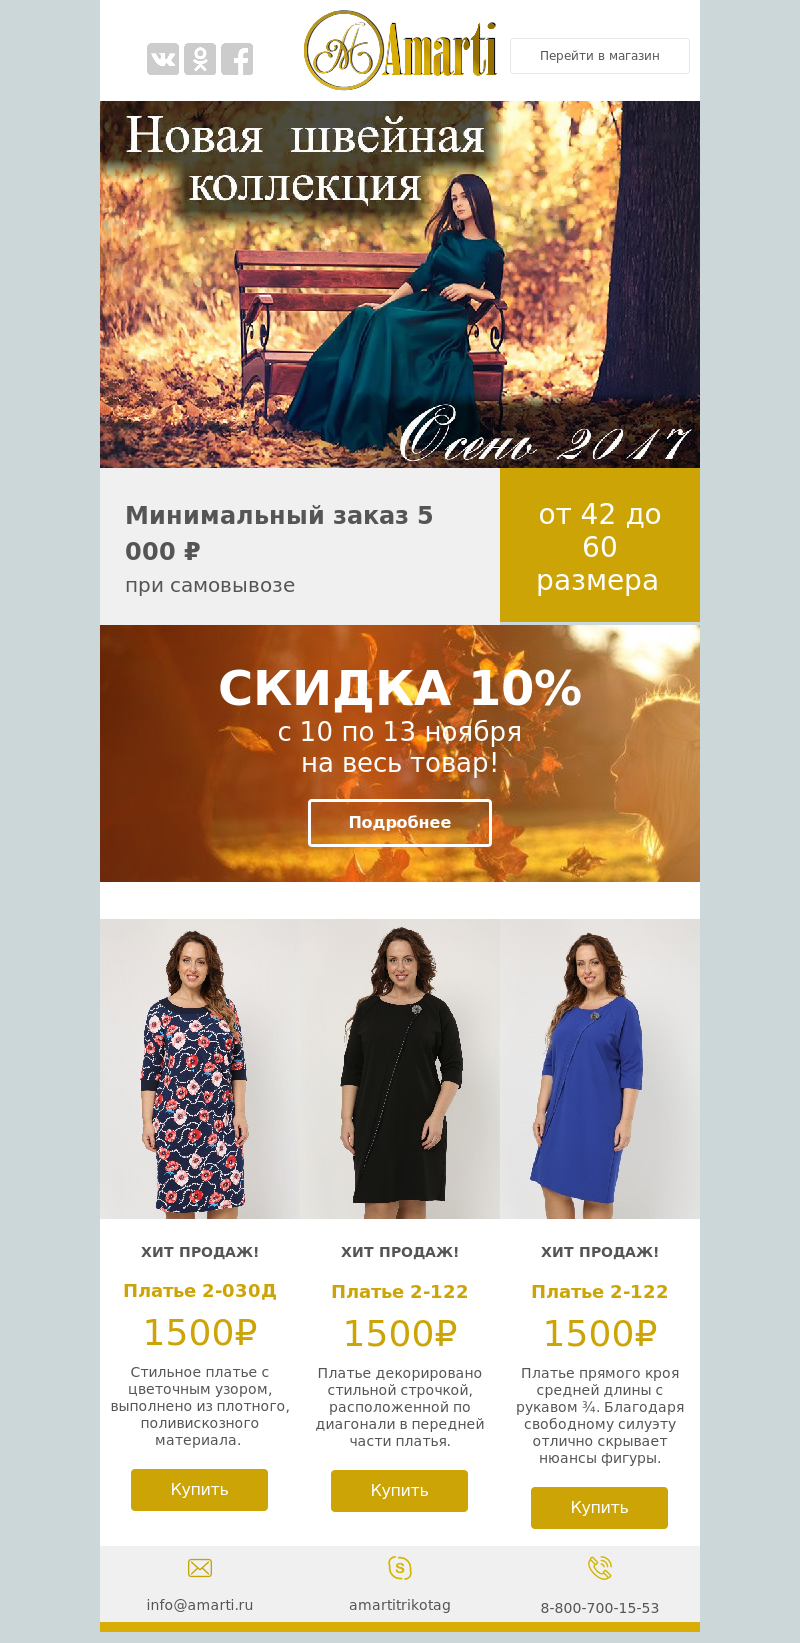 Amarti
Перейти в магазин
Новая швейная
коллекция
Осень 2017
Минимальный заказ 5
000 ₽
при самовывозе
от 42 до
60
размера
СКИДКА 10%
с 10 по 13 ноября
на весь товар!
Подробнее
ХИТ ПРОДАЖ!
Платье 2-030Д
1500₽
Стильное платье с
цветочным узором,
выполнено из плотного,
поливискозного
материала.
Купить
ХИТ ПРОДАЖ!
Платье 2-122
1500₽
Платье декорировано
стильной строчкой,
расположенной по
диагонали в передней
части платья.
Купить
ХИТ ПРОДАЖ!
Платье 2-122
1500₽
Платье прямого кроя
средней длины с
рукавом ¾. Благодаря
свободному силуэту
отлично скрывает
нюансы фигуры.
Купить
info@amarti.ru
amartitrikotag
8-800-700-15-53